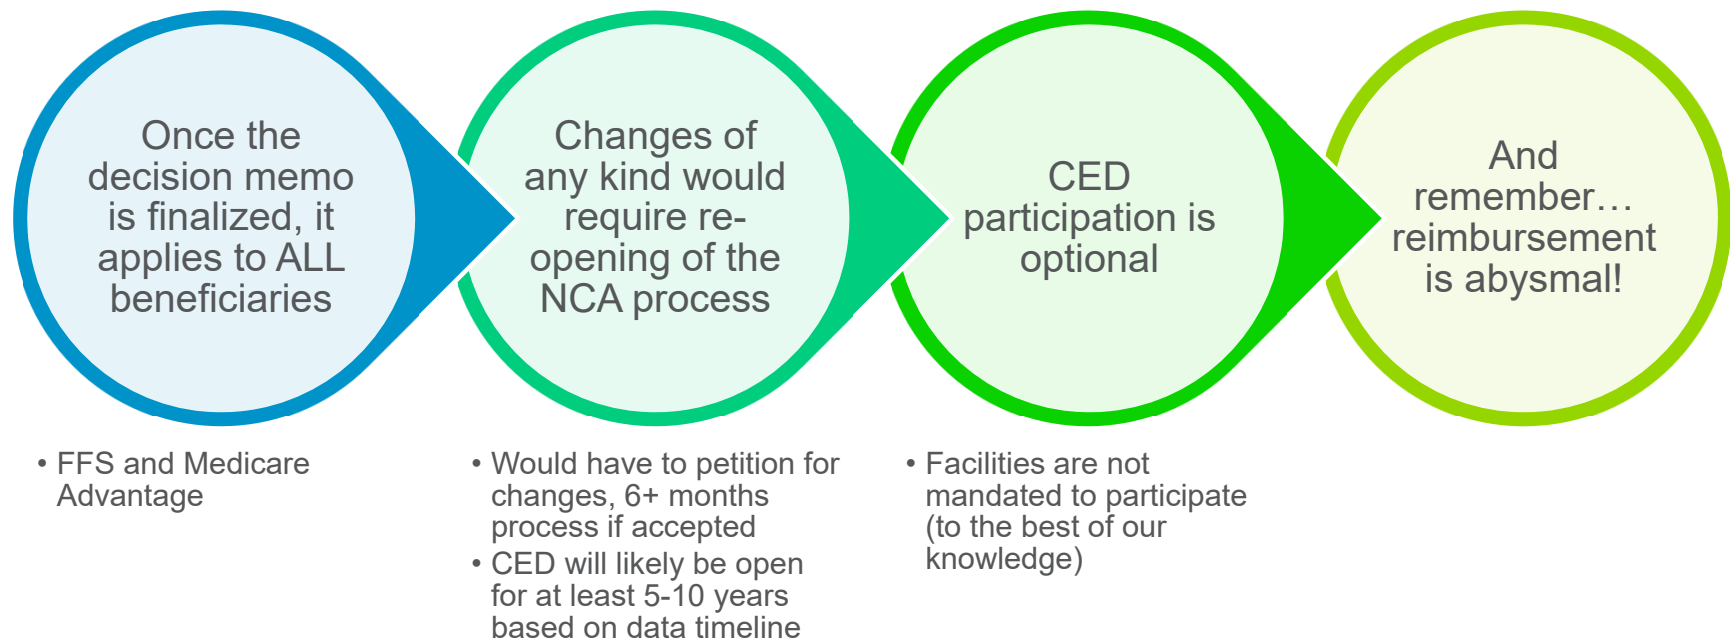 Once the
decision memo
is finalized, it
applies to ALL
beneficiaries
• FFS and Medicare
Advantage
Changes of
any kind would
require re-
opening of the
NCA process
• Would have to petition for
changes, 6+ months
process if accepted
• CED will likely be open
for at least 5-10 years
based on data timeline
CED
participation is
optional
• Facilities are not
mandated to participate
(to the best of our
knowledge)
And
remember…
reimbursement
is abysmal!